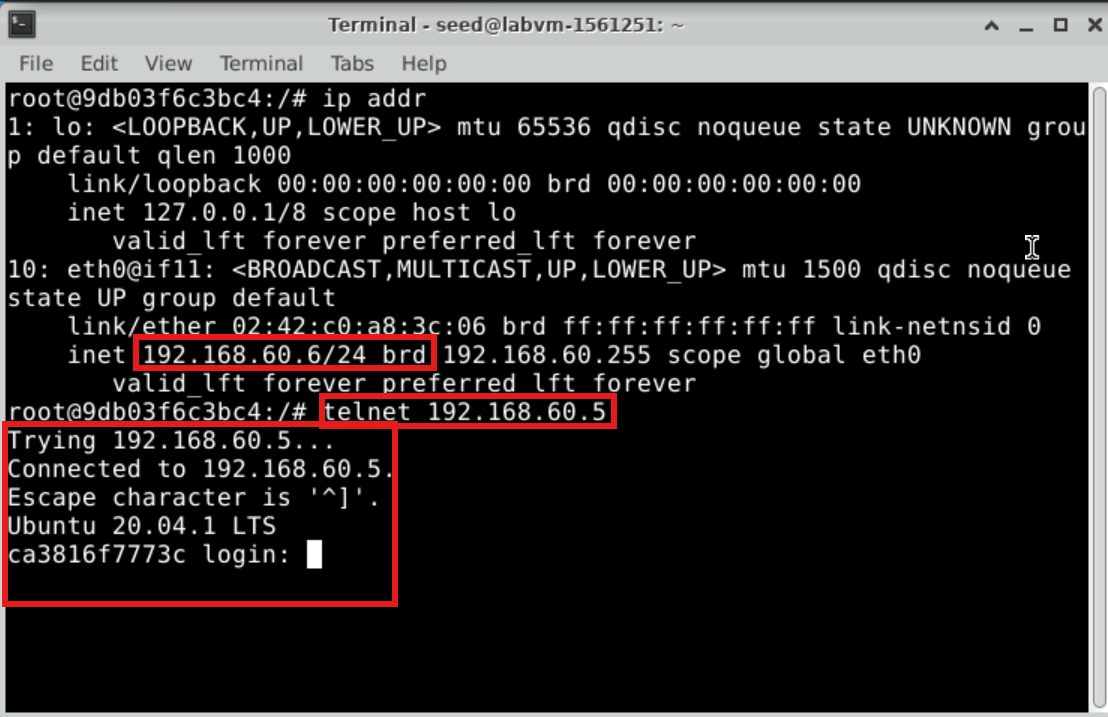 Terminal - seed@labvm-1561251: ~
File Edit View Terminal Tabs Help
root@9db03f6c3bc4:/# ip addr
1: lo: <LOOPBACK,UP,LOWER_UP> mtu 65536 qdisc noqueue state UNKNOWN grou
p default qlen 1000
    link/loopback 00:00:00:00:00:00 brd 00:00:00:00:00:00
    inet 127.0.0.1/8 scope host lo
       valid_lft forever preferred_lft forever
10: eth0@if11: <BROADCAST,MULTICAST,UP,LOWER_UP> mtu 1500 qdisc noqueue
state UP group default
    link/ether 02:42:c0:a8:3c:06 brd ff:ff:ff:ff:ff:ff link-netnsid 0
    inet 192.168.60.6/24 brd 192.168.60.255 scope global eth0
       valid_lft forever preferred_lft forever
root@9db03f6c3bc4:/# telnet 192.168.60.5
Trying 192.168.60.5...
Connected to 192.168.60.5.
Escape character is '^]'.
Ubuntu 20.04.1 LTS
ca3816f7773c login: